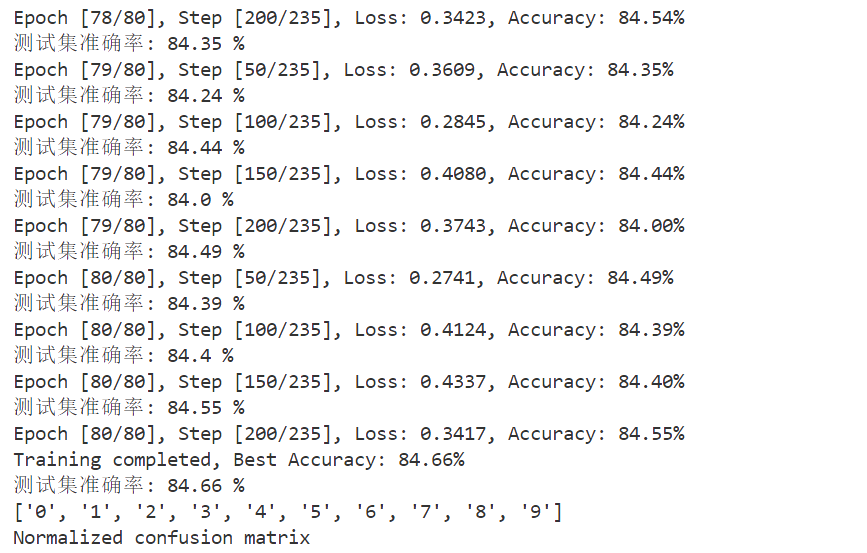 Epoch [78/80], Step [200/235], Loss: 0.3423, Accuracy: 84.54%
测试集准确率: 84.35 %
Epoch [79/80], Step [50/235], Loss: 0.3609, Accuracy: 84.35%
测试集准确率: 84.24 %
Epoch [79/80], Step [100/235], Loss: 0.2845, Accuracy: 84.24%
测试集准确率: 84.44 %
Epoch [79/80], Step [150/235], Loss: 0.4080, Accuracy: 84.44%
测试集准确率: 84.0 %
Epoch [79/80], Step [200/235], Loss: 0.3743, Accuracy: 84.00%
测试集准确率: 84.49 %
Epoch [80/80], Step [50/235], Loss: 0.2741, Accuracy: 84.49%
测试集准确率: 84.39 %
Epoch [80/80], Step [100/235], Loss: 0.4124, Accuracy: 84.39%
测试集准确率: 84.4 %
Epoch [80/80], Step [150/235], Loss: 0.4337, Accuracy: 84.40%
测试集准确率: 84.55 %
Epoch [80/80], Step [200/235], Loss: 0.3417, Accuracy: 84.55%
Training completed, Best Accuracy: 84.66%
测试集准确率: 84.66 %
['0', '1', '2', '3', '4', '5', '6', '7', '8', '9']
Normalized confusion matrix